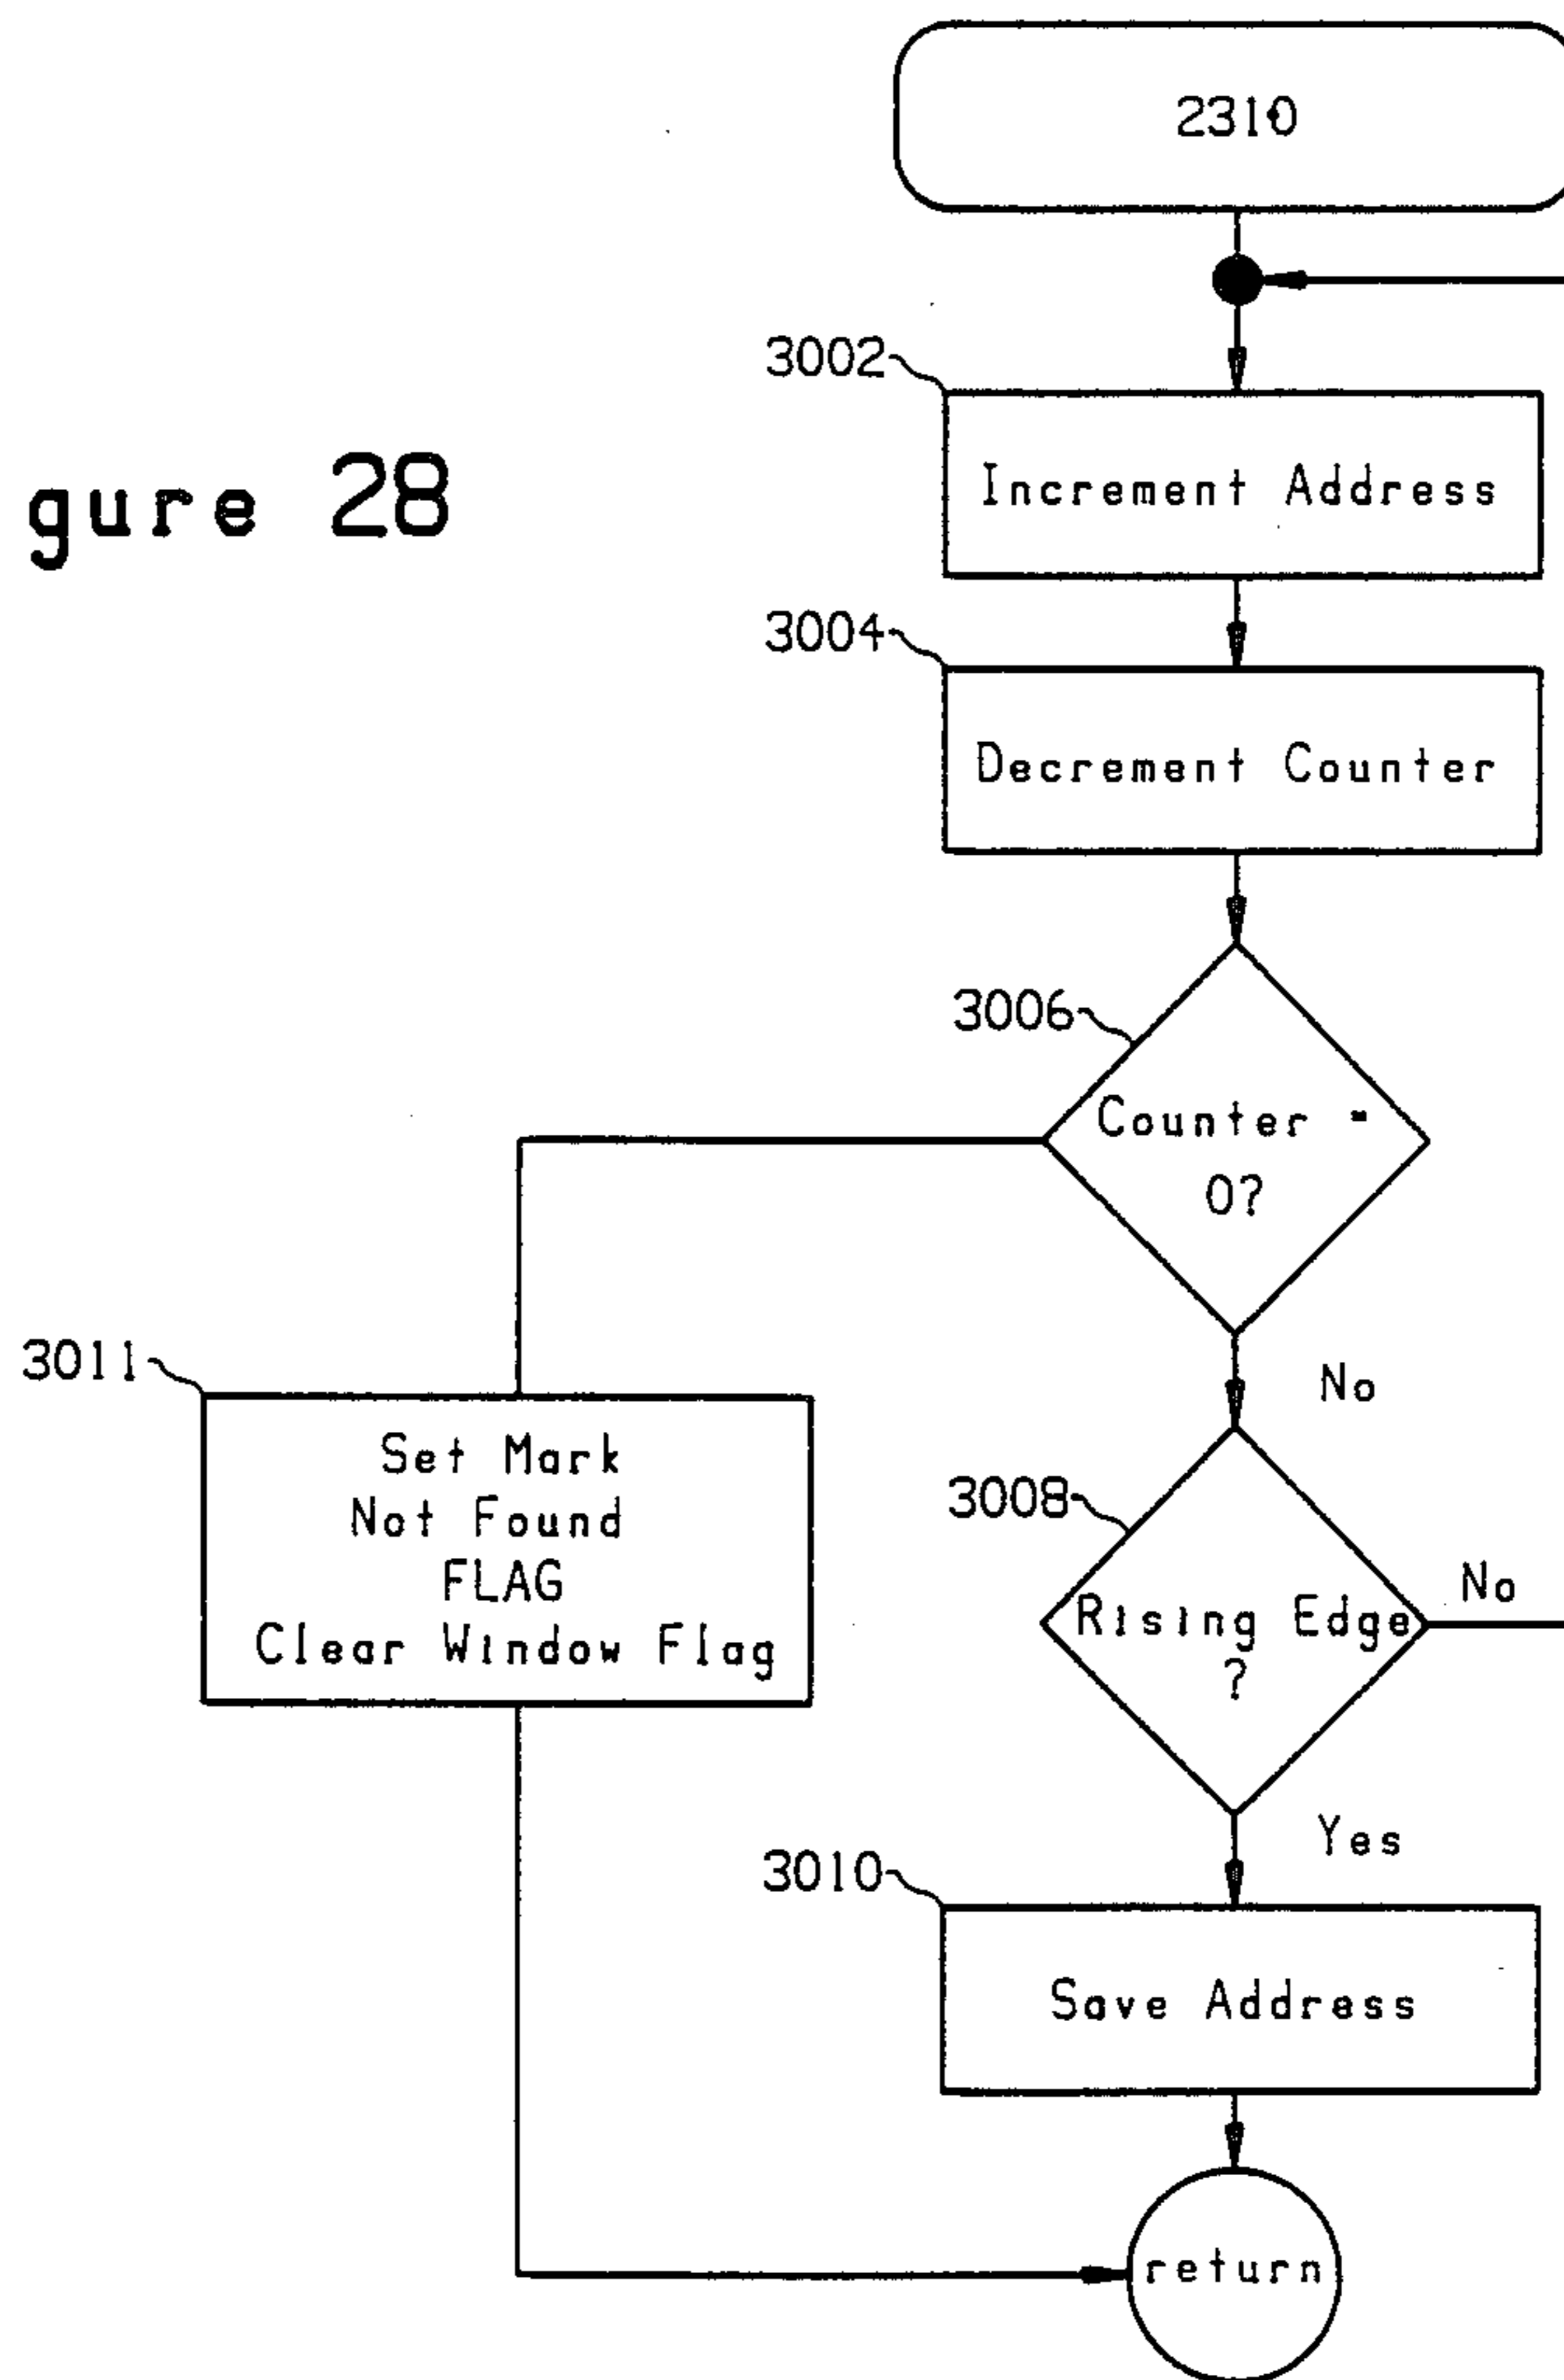 2310
3002
gure 28
Increment Address
3004
Decrement Counter
3006
Counter =
0?
No
3011
Set Mark
Not Found
FLAG
Clear Window Flag
3008
No
Rising Edge
?
Yes
3010
Save Address
return